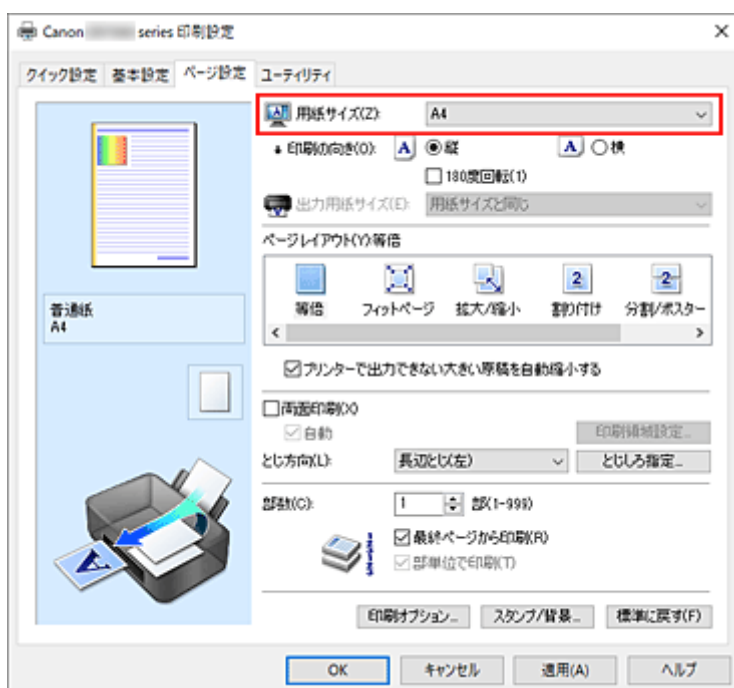 Canon series 印刷設定
クイック設定 基本設定 ページ設定 ユーティリティ
用紙サイズ(Z): A4
印刷の向き(O): A 縦 A 横
180度回転(1)
出力用紙サイズ(E): 用紙サイズと同じ
ページレイアウト(Y):等倍
等倍 フィットページ 拡大/縮小 割り付け 分割/ポスター
普通紙
A4
プリンターで出力できない大きい原稿を自動縮小する
両面印刷(X)
自動 印刷領域設定...
とじ方向(L): 長辺とじ(左) とじしろ指定...
部数(C): 1 部(1-999)
最終ページから印刷(R)
部単位で印刷(T)
印刷オプション... スタンプ/背景... 標準に戻す(F)
OK キャンセル 適用(A) ヘルプ